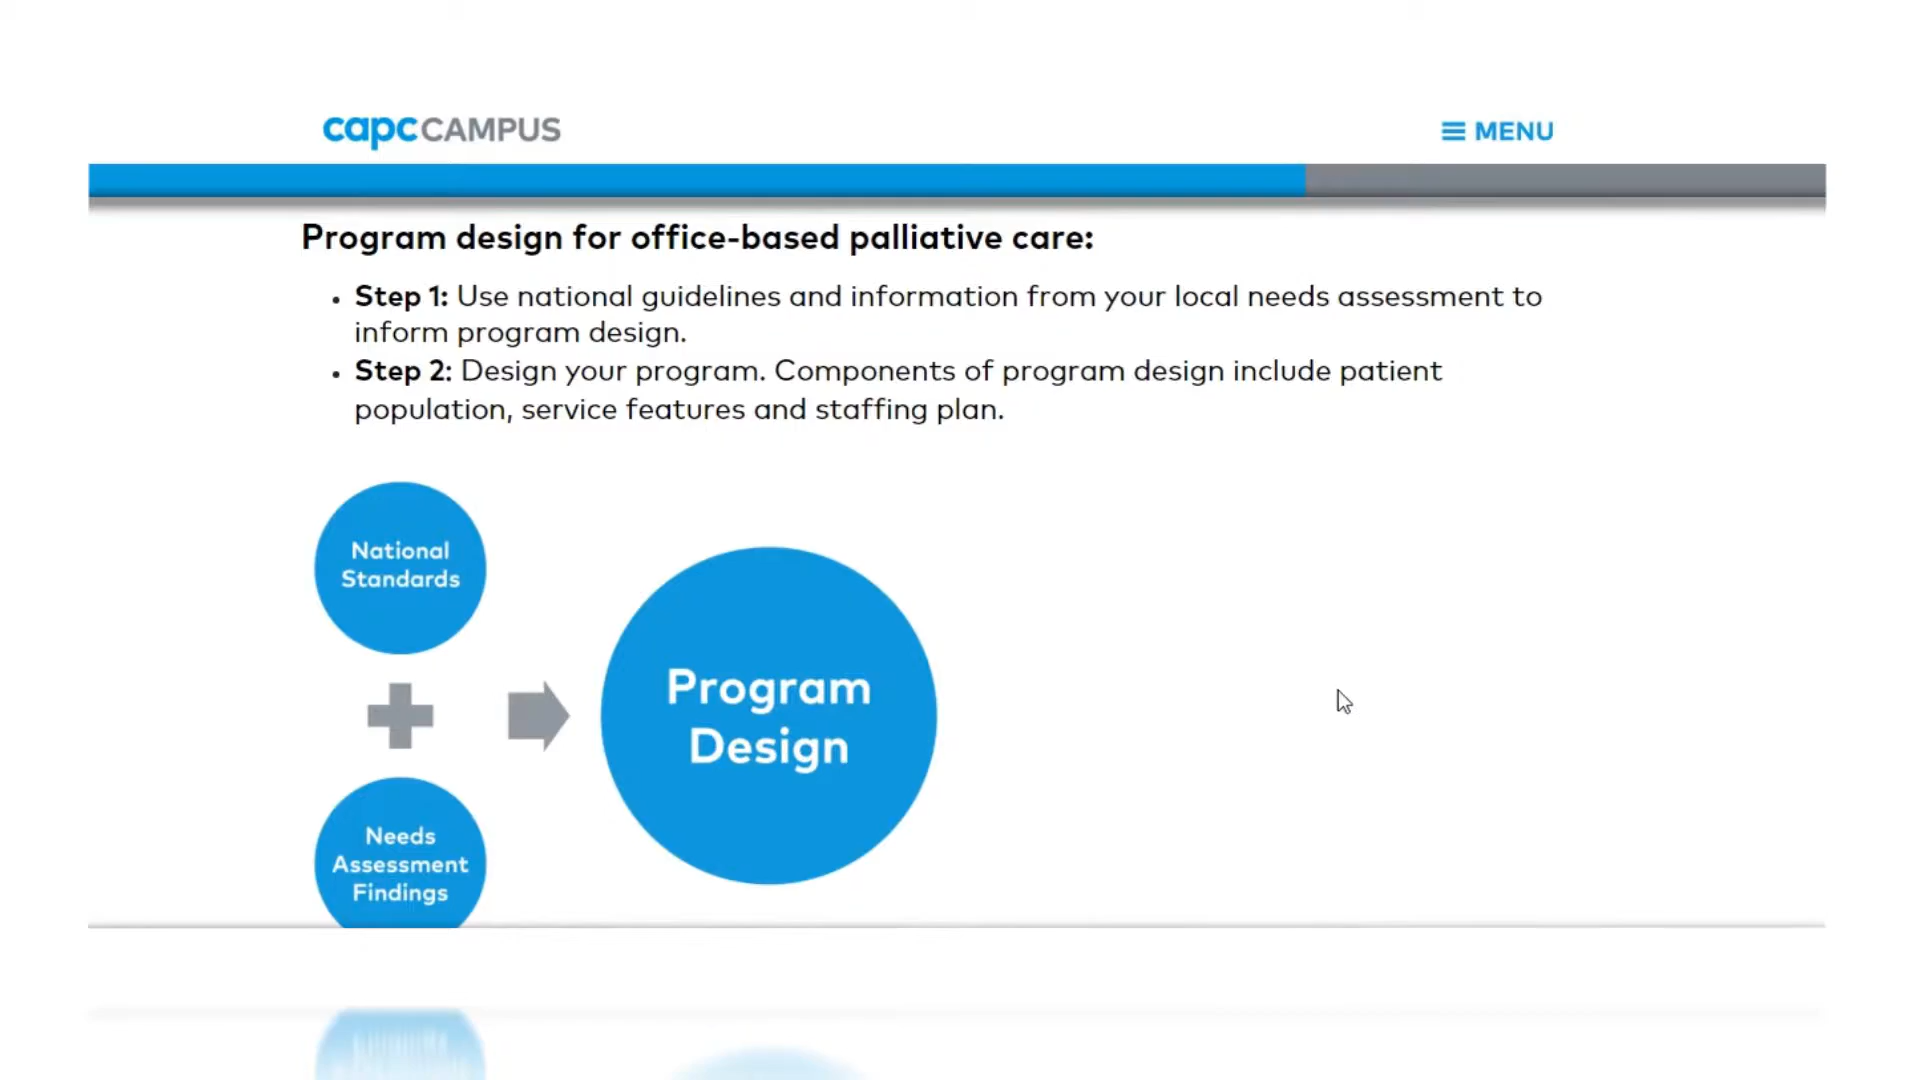 capcCAMPUS
MENU
Program design for office-based palliative care:
• Step 1: Use national guidelines and information from your local needs assessment to
inform program design.
• Step 2: Design your program. Components of program design include patient
population, service features and staffing plan.
National
Standards
Program
Design
Needs
Assessment
Findings